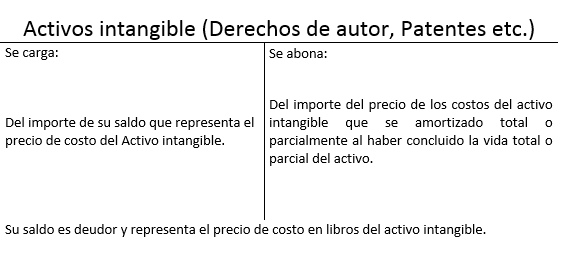 Activos intangible (Derechos de autor, Patentes etc.)
Se carga:
Del importe de su saldo que representa el
precio de costo del Activo intangible.
Se abona:
Del importe del precio de los costos del activo
intangible que se amortizado total o
parcialmente al haber concluido la vida total o
parcial del activo.
Su saldo es deudor y representa el precio de costo en libros del activo intangible.